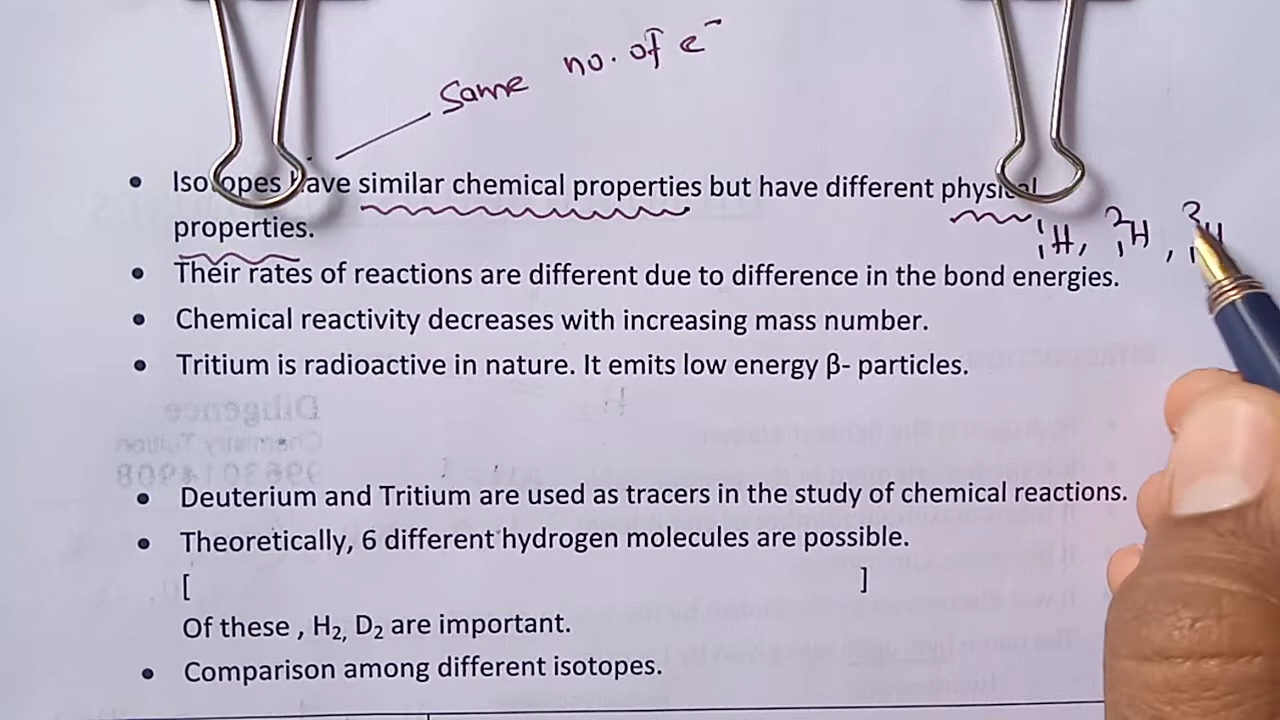 Same no. of e⁻
• Isotopes have similar chemical properties but have different physical
properties.
¹₁H, ²₁H, ³₁H
• Their rates of reactions are different due to difference in the bond energies.
• Chemical reactivity decreases with increasing mass number.
• Tritium is radioactive in nature. It emits low energy β- particles.
• Deuterium and Tritium are used as tracers in the study of chemical reactions.
• Theoretically, 6 different hydrogen molecules are possible.
[ ]
Of these , H₂, D₂ are important.
• Comparison among different isotopes.